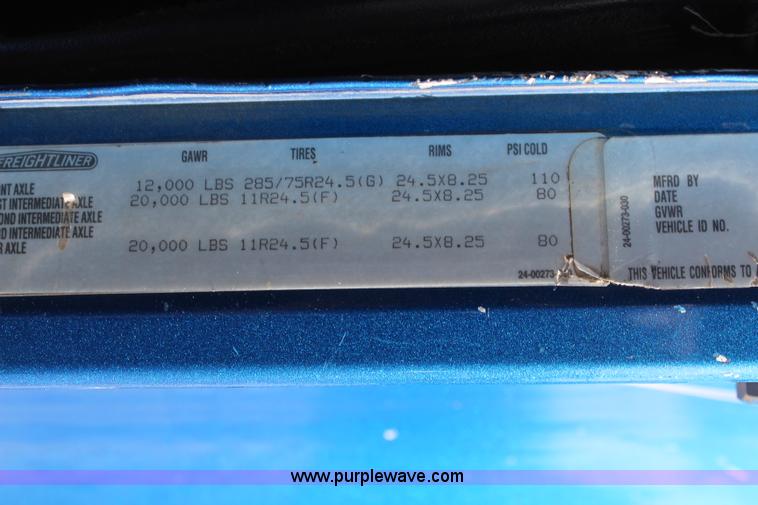 FREIGHTLINER GAWR TIRES RIMS PSI COLD
AXLE 12,000 LBS 285/75R24.5(G) 24.5X8.25 110
INTERMEDIATE AXLE 20,000 LBS 11R24.5(F) 24.5X8.25 80
INTERMEDIATE AXLE
INTERMEDIATE AXLE
AXLE 20,000 LBS 11R24.5(F) 24.5X8.25 80
24-00273
24-00273-030
MFRD BY
DATE
GVWR
VEHICLE ID NO.
THIS VEHICLE CONFORMS TO
www.purplewave.com